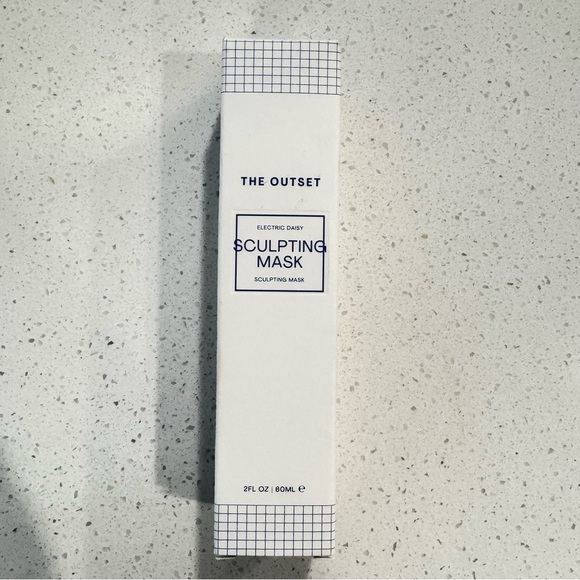 THE OUTSET
ELECTRIC DAISY
SCULPTING
MASK
SCULPTING MASK
2FL OZ | 60ML ℮